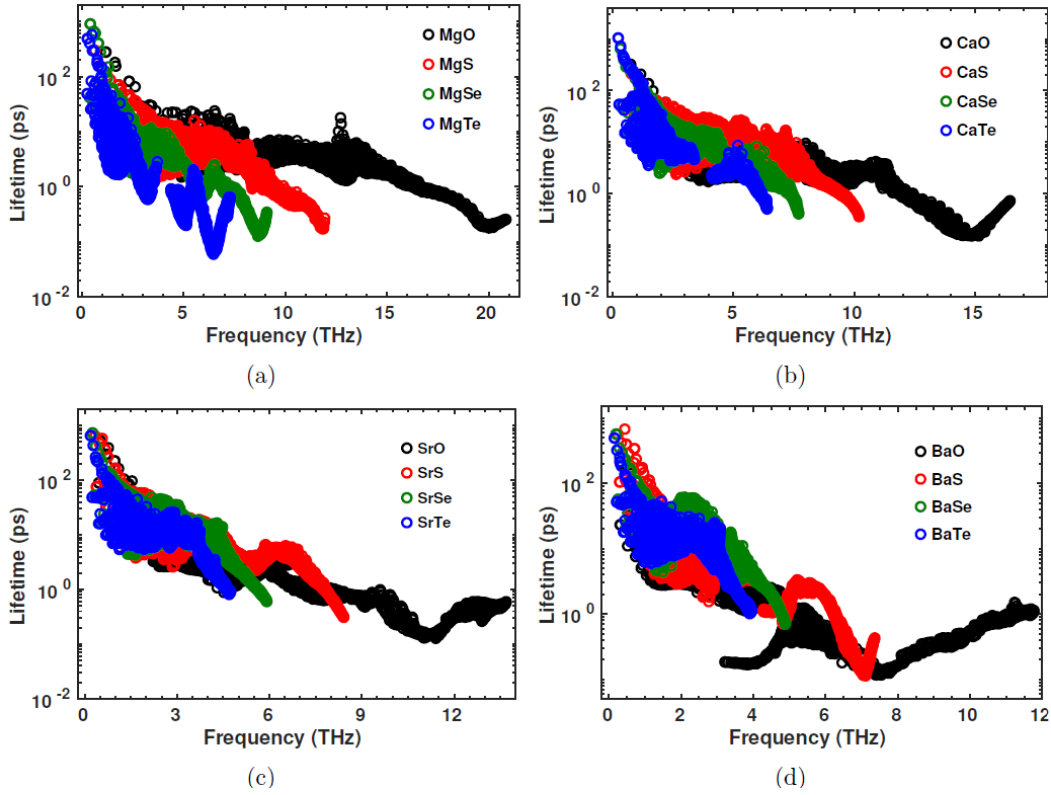 Lifetime (ps)
10^2
10^0
10^-2
MgO
MgS
MgSe
MgTe
0 5 10 15 20
Frequency (THz)
(a)
Lifetime (ps)
10^2
10^0
10^-2
CaO
CaS
CaSe
CaTe
0 5 10 15
Frequency (THz)
(b)
Lifetime (ps)
10^2
10^0
10^-2
SrO
SrS
SrSe
SrTe
0 3 6 9 12
Frequency (THz)
(c)
Lifetime (ps)
10^2
10^0
BaO
BaS
BaSe
BaTe
0 2 4 6 8 10 12
Frequency (THz)
(d)